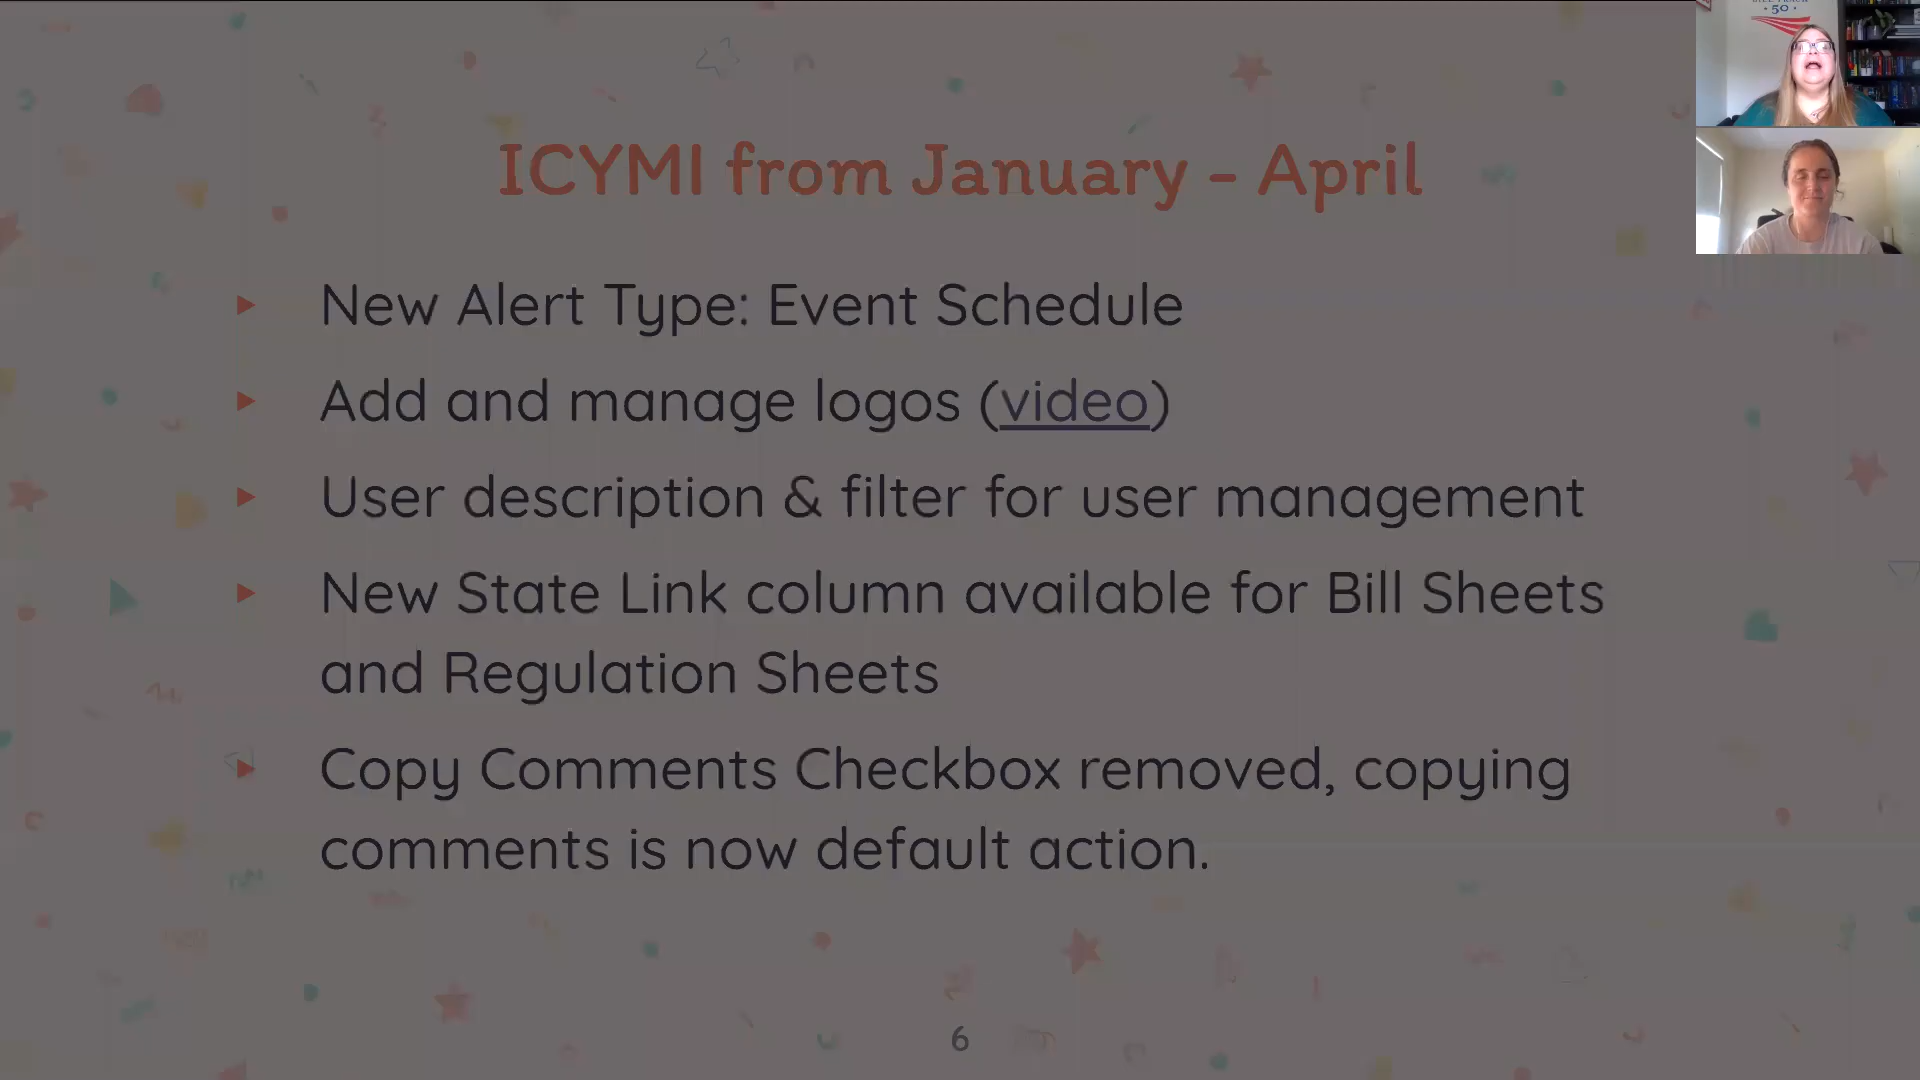 · 50 ·
ICYMI from January - April
New Alert Type: Event Schedule
Add and manage logos (video)
User description & filter for user management
New State Link column available for Bill Sheets
and Regulation Sheets
Copy Comments Checkbox removed, copying
comments is now default action.
6